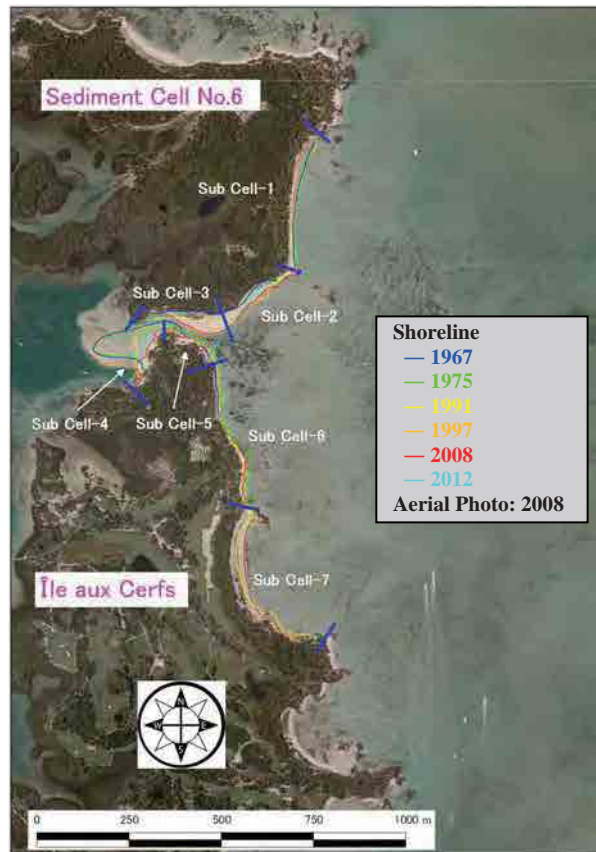 Sediment Cell No.6
Sub Cell-1
Sub Cell-3
Sub Cell-2
Shoreline
— 1967
— 1975
— 1991
— 1997
— 2008
— 2012
Aerial Photo: 2008
Sub Cell-4
Sub Cell-5
Sub Cell-6
Sub Cell-7
Île aux Cerfs
N
W
E
S
0 250 500 750 1000 m